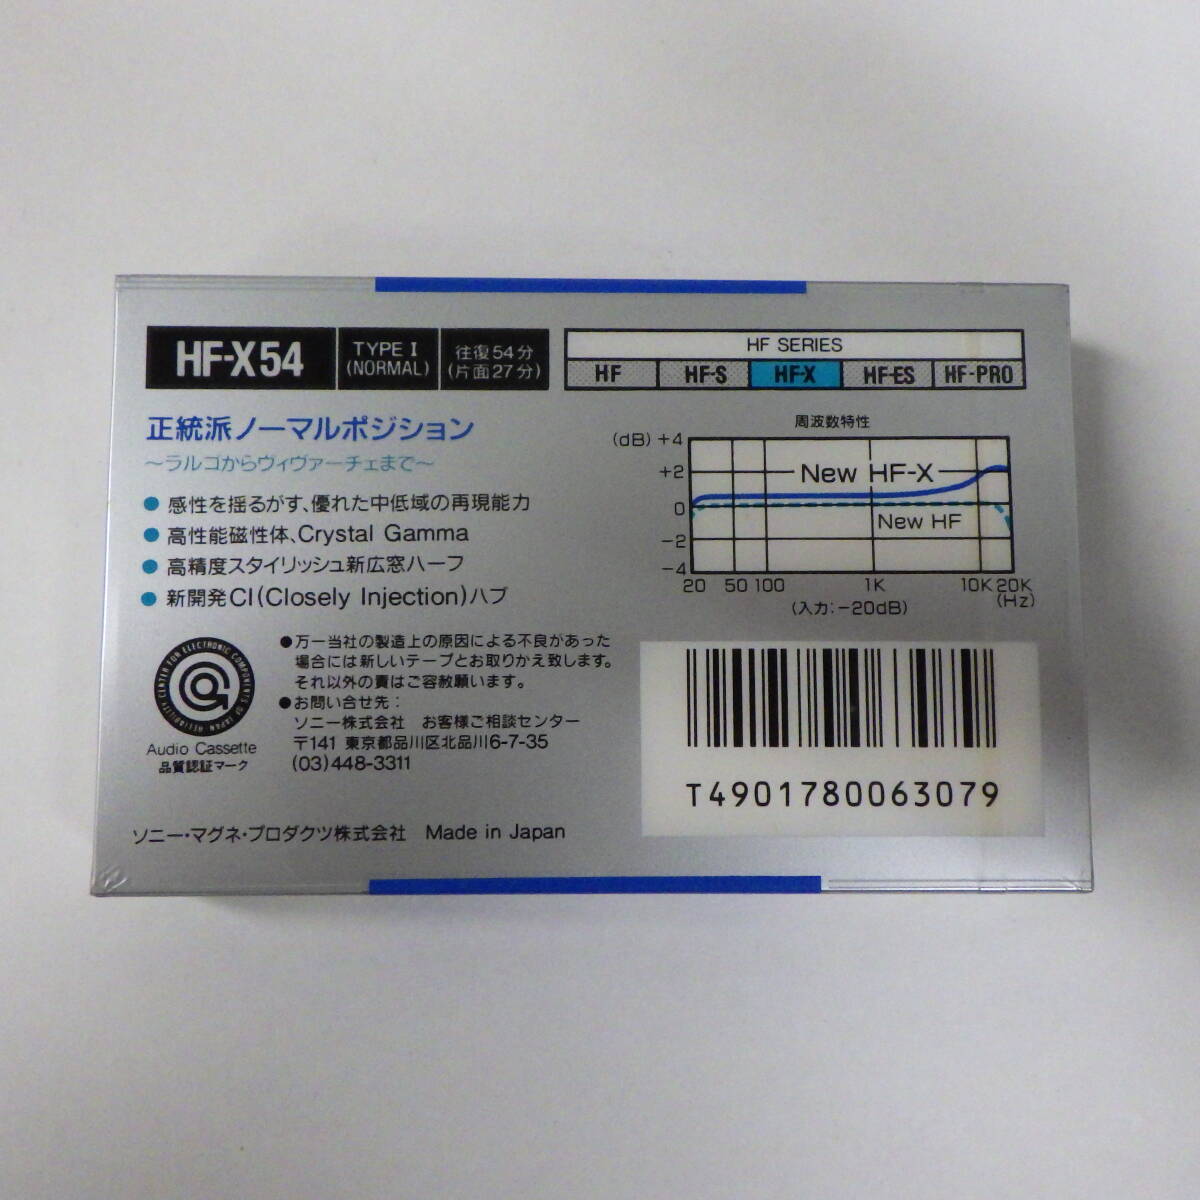 HF-X54
TYPE I
(NORMAL)
往復54分
(片面27分)
HF SERIES
HF
HF-S
HF-X
HF-ES
HF-PRO
正統派ノーマルポジション
～ラルゴからヴィヴァーチェまで～
● 感性を揺るがす、優れた中低域の再現能力
● 高性能磁性体、Crystal Gamma
● 高精度スタイリッシュ新広窓ハーフ
● 新開発CI(Closely Injection)ハブ
周波数特性
(dB)
+4
+2
0
-2
-4
New HF-X
New HF
20
50
100
1K
10K
20K
(Hz)
(入力:-20dB)
RELIABILITY CENTER FOR ELECTRONIC COMPONENTS OF JAPAN
Audio Cassette
品質認証マーク
●万一当社の製造上の原因による不良があった
場合には新しいテープとお取りかえ致します。
それ以外の責はご容赦願います。
●お問い合せ先：
ソニー株式会社　お客様ご相談センター
〒141 東京都品川区北品川6-7-35
(03)448-3311
T4901780063079
ソニー・マグネ・プロダクツ株式会社　Made in Japan